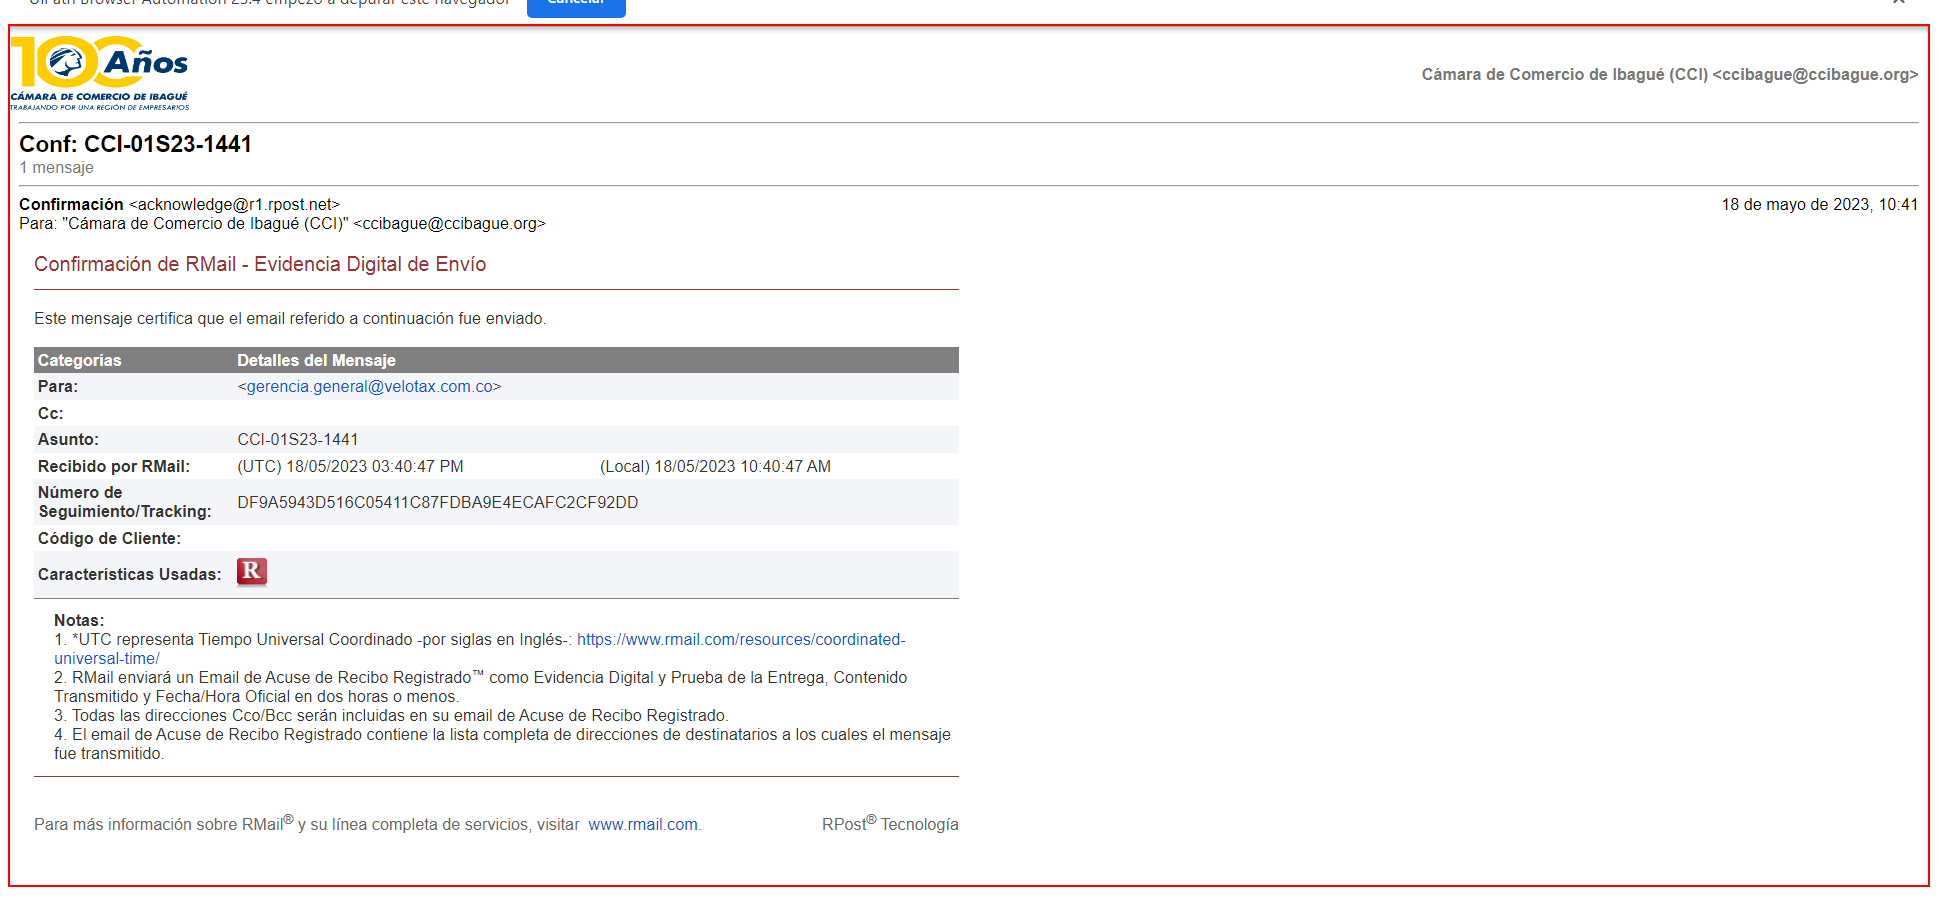 UiPath Browser Automation 23.4 empezó a depurar este navegador Cancelar
100 Años
CÁMARA DE COMERCIO DE IBAGUÉ
TRABAJANDO POR UNA REGIÓN DE EMPRESARIOS
Cámara de Comercio de Ibagué (CCI) <ccibague@ccibague.org>
Conf: CCI-01S23-1441
1 mensaje
Confirmación <acknowledge@r1.rpost.net> 18 de mayo de 2023, 10:41
Para: "Cámara de Comercio de Ibagué (CCI)" <ccibague@ccibague.org>
Confirmación de RMail - Evidencia Digital de Envío
Este mensaje certifica que el email referido a continuación fue enviado.
Categorías Detalles del Mensaje
Para: <gerencia.general@velotax.com.co>
Cc:
Asunto: CCI-01S23-1441
Recibido por RMail: (UTC) 18/05/2023 03:40:47 PM (Local) 18/05/2023 10:40:47 AM
Número de
Seguimiento/Tracking: DF9A5943D516C05411C87FDBA9E4ECAFC2CF92DD
Código de Cliente:
Características Usadas: R
Notas:
1. *UTC representa Tiempo Universal Coordinado -por siglas en Inglés-: https://www.rmail.com/resources/coordinated-
universal-time/
2. RMail enviará un Email de Acuse de Recibo Registrado™ como Evidencia Digital y Prueba de la Entrega, Contenido
Transmitido y Fecha/Hora Oficial en dos horas o menos.
3. Todas las direcciones Cco/Bcc serán incluidas en su email de Acuse de Recibo Registrado.
4. El email de Acuse de Recibo Registrado contiene la lista completa de direcciones de destinatarios a los cuales el mensaje
fue transmitido.
Para más información sobre RMail® y su línea completa de servicios, visitar www.rmail.com. RPost® Tecnología